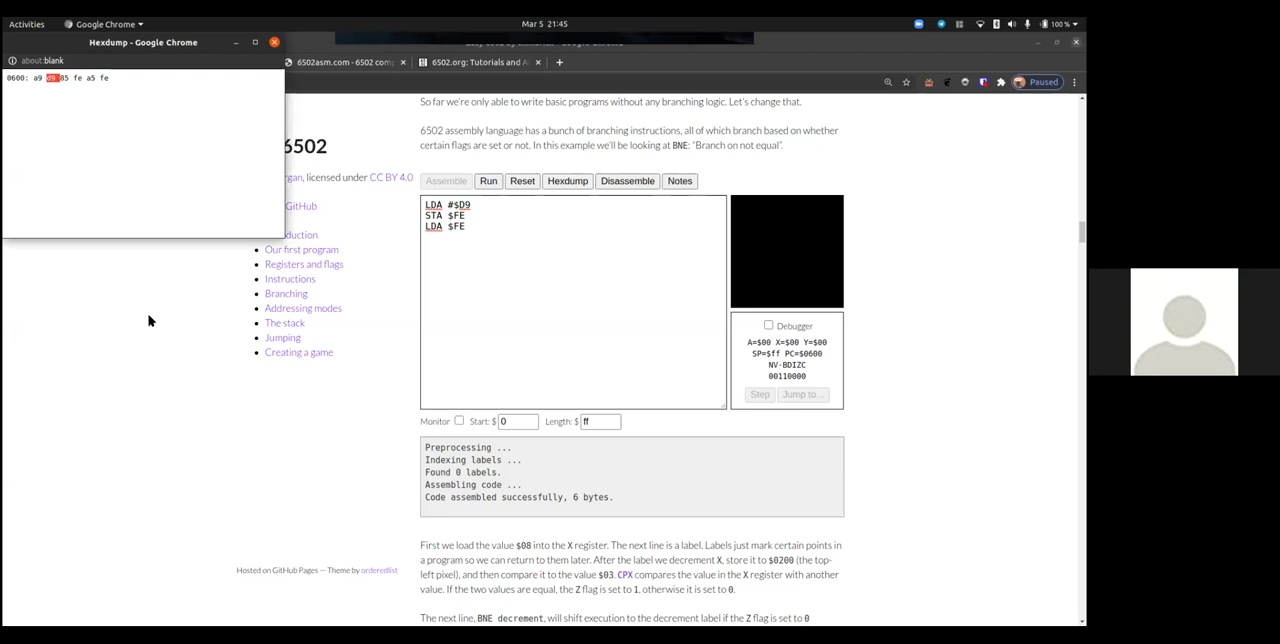 Activities
Google Chrome
Mar 5 21:45
100 %
Hexdump - Google Chrome
about:blank
0600: a9 d9 85 fe a5 fe
6502asm.com - 6502 comp
6502.org: Tutorials and A
Paused
So far we're only able to write basic programs without any branching logic. Let's change that.
6502 assembly language has a bunch of branching instructions, all of which branch based on whether
certain flags are set or not. In this example we'll be looking at BNE: "Branch on not equal".
6502
rgan, licensed under CC BY 4.0
GitHub
duction
Our first program
Registers and flags
Instructions
Branching
Addressing modes
The stack
Jumping
Creating a game
Hosted on GitHub Pages — Theme by orderedlist
Assemble Run Reset Hexdump Disassemble Notes
LDA #$D9
STA $FE
LDA $FE
Debugger
A=$00 X=$00 Y=$00
SP=$ff PC=$0600
NV-BDIZC
00110000
Step Jump to...
Monitor Start: $ 0 Length: $ ff
Preprocessing ...
Indexing labels ...
Found 0 labels.
Assembling code ...
Code assembled successfully, 6 bytes.
First we load the value $08 into the X register. The next line is a label. Labels just mark certain points in
a program so we can return to them later. After the label we decrement X, store it to $0200 (the top-
left pixel), and then compare it to the value $03. CPX compares the value in the X register with another
value. If the two values are equal, the Z flag is set to 1, otherwise it is set to 0.
The next line, BNE decrement, will shift execution to the decrement label if the Z flag is set to 0